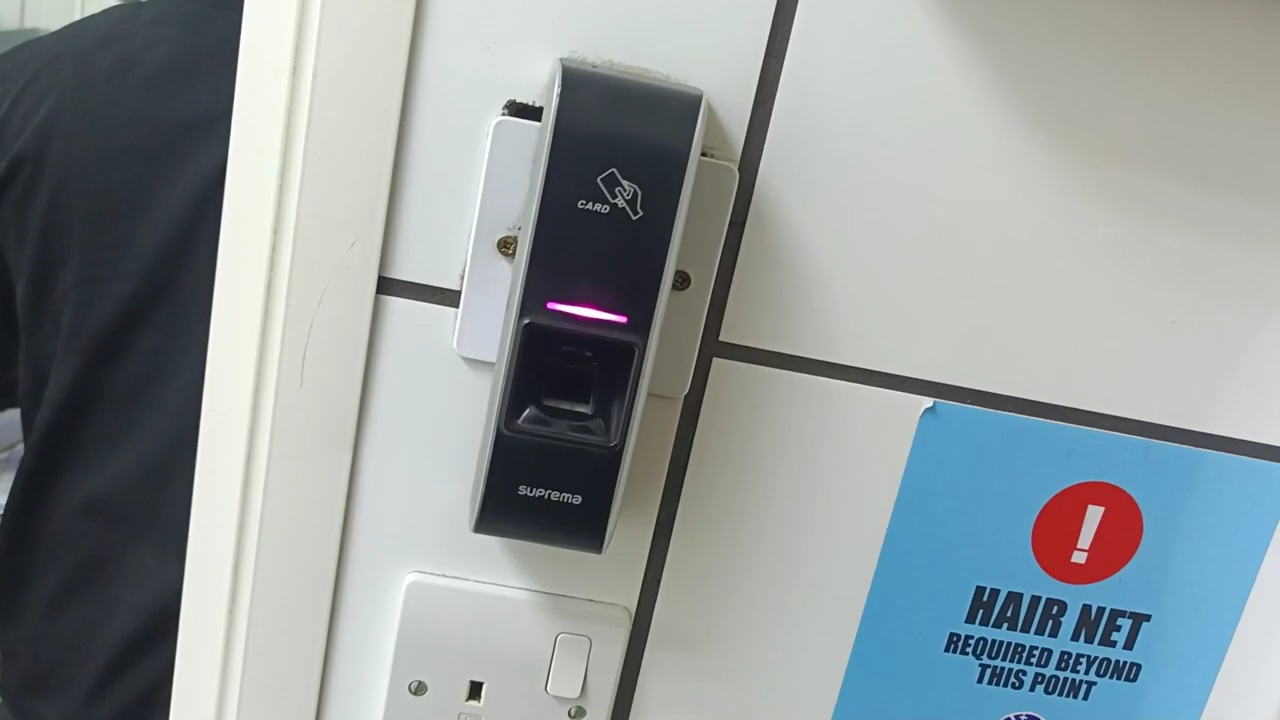 CARD
suprema
!
HAIR NET
REQUIRED BEYOND
THIS POINT